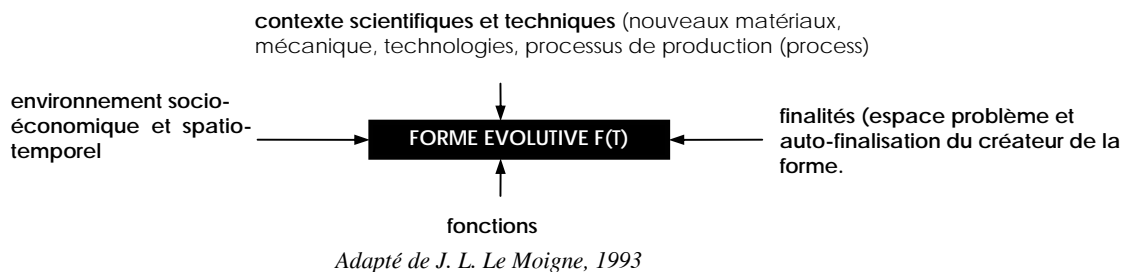 contexte scientifiques et techniques (nouveaux matériaux,
mécanique, technologies, processus de production (process)
environnement socio-
économique et spatio-
temporel
FORME EVOLUTIVE F(T)
finalités (espace problème et
auto-finalisation du créateur de la
forme.
fonctions
Adapté de J. L. Le Moigne, 1993